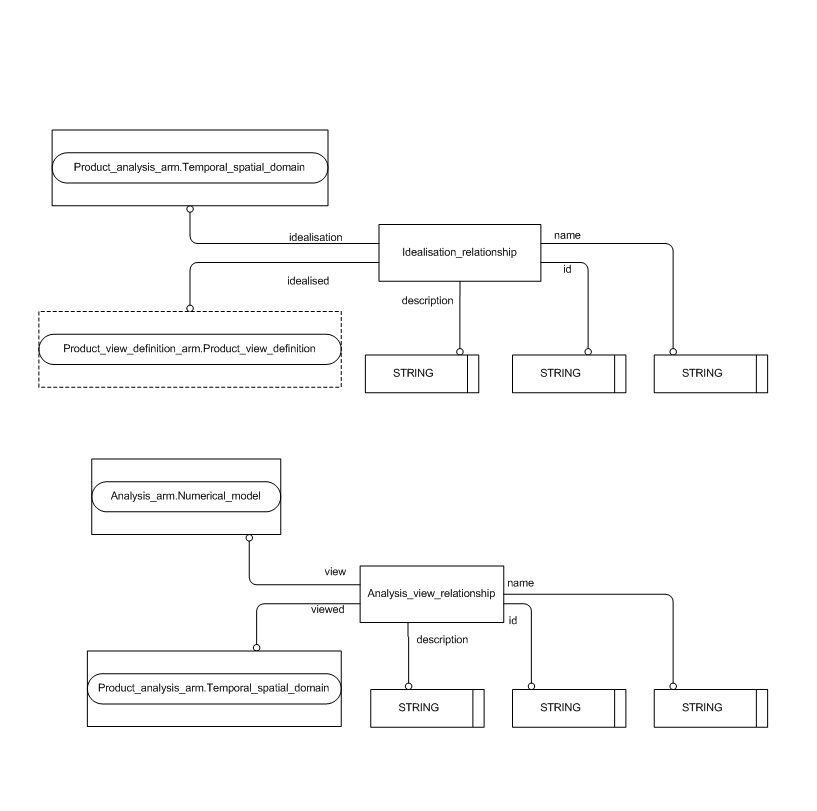 Product_analysis_arm.Temporal_spatial_domain
idealisation
name
Idealisation_relationship
id
idealised
description
Product_view_definition_arm.Product_view_definition
STRING
STRING
STRING
Analysis_arm.Numerical_model
view
name
Analysis_view_relationship
viewed
id
description
Product_analysis_arm.Temporal_spatial_domain
STRING
STRING
STRING